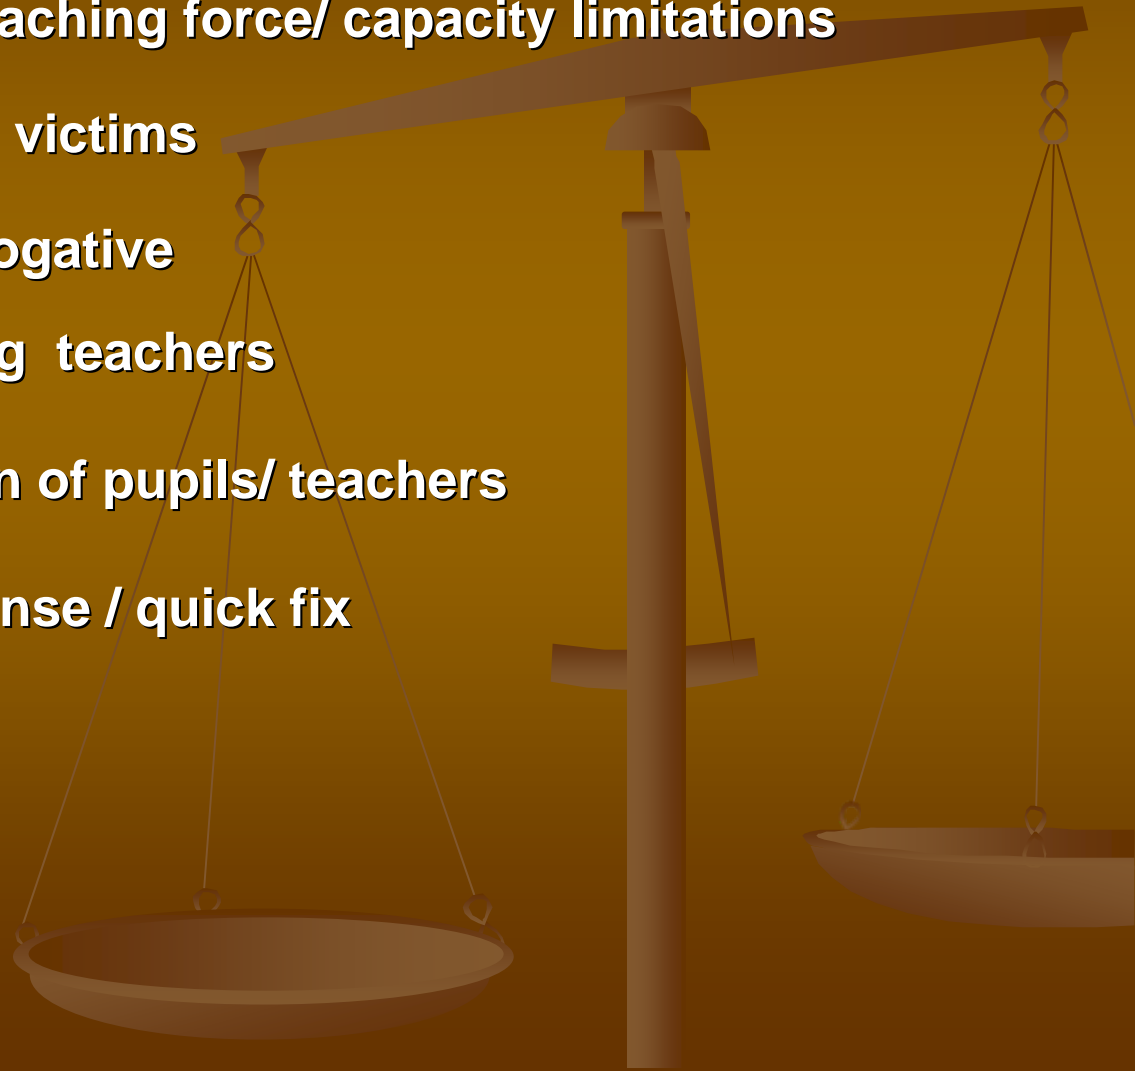 aching force/ capacity limitations
victims
ogative
g  teachers
n of pupils/ teachers
nse / quick fix